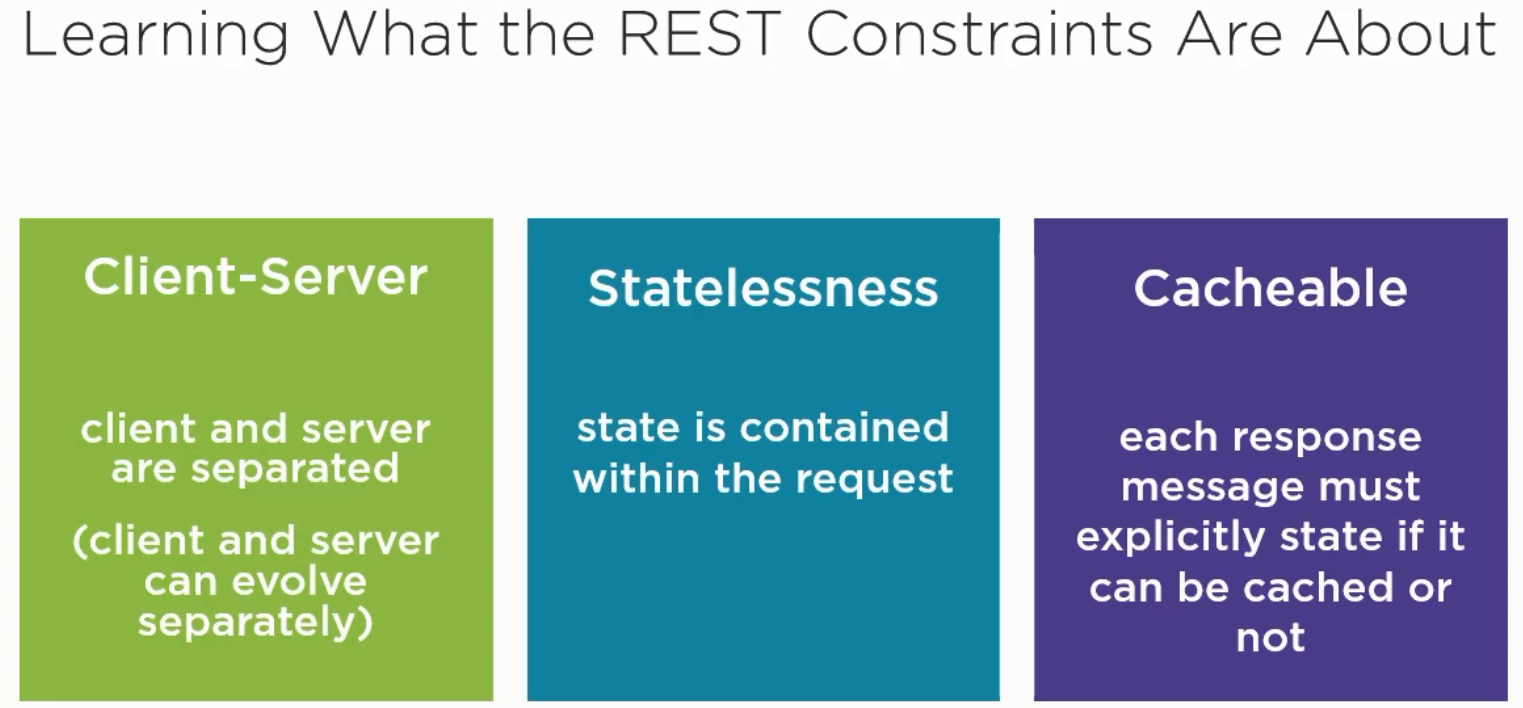 Learning What the REST Constraints Are About
Client-Server
client and server
are separated
(client and server
can evolve
separately)
Statelessness
state is contained
within the request
Cacheable
each response
message must
explicitly state if it
can be cached or
not